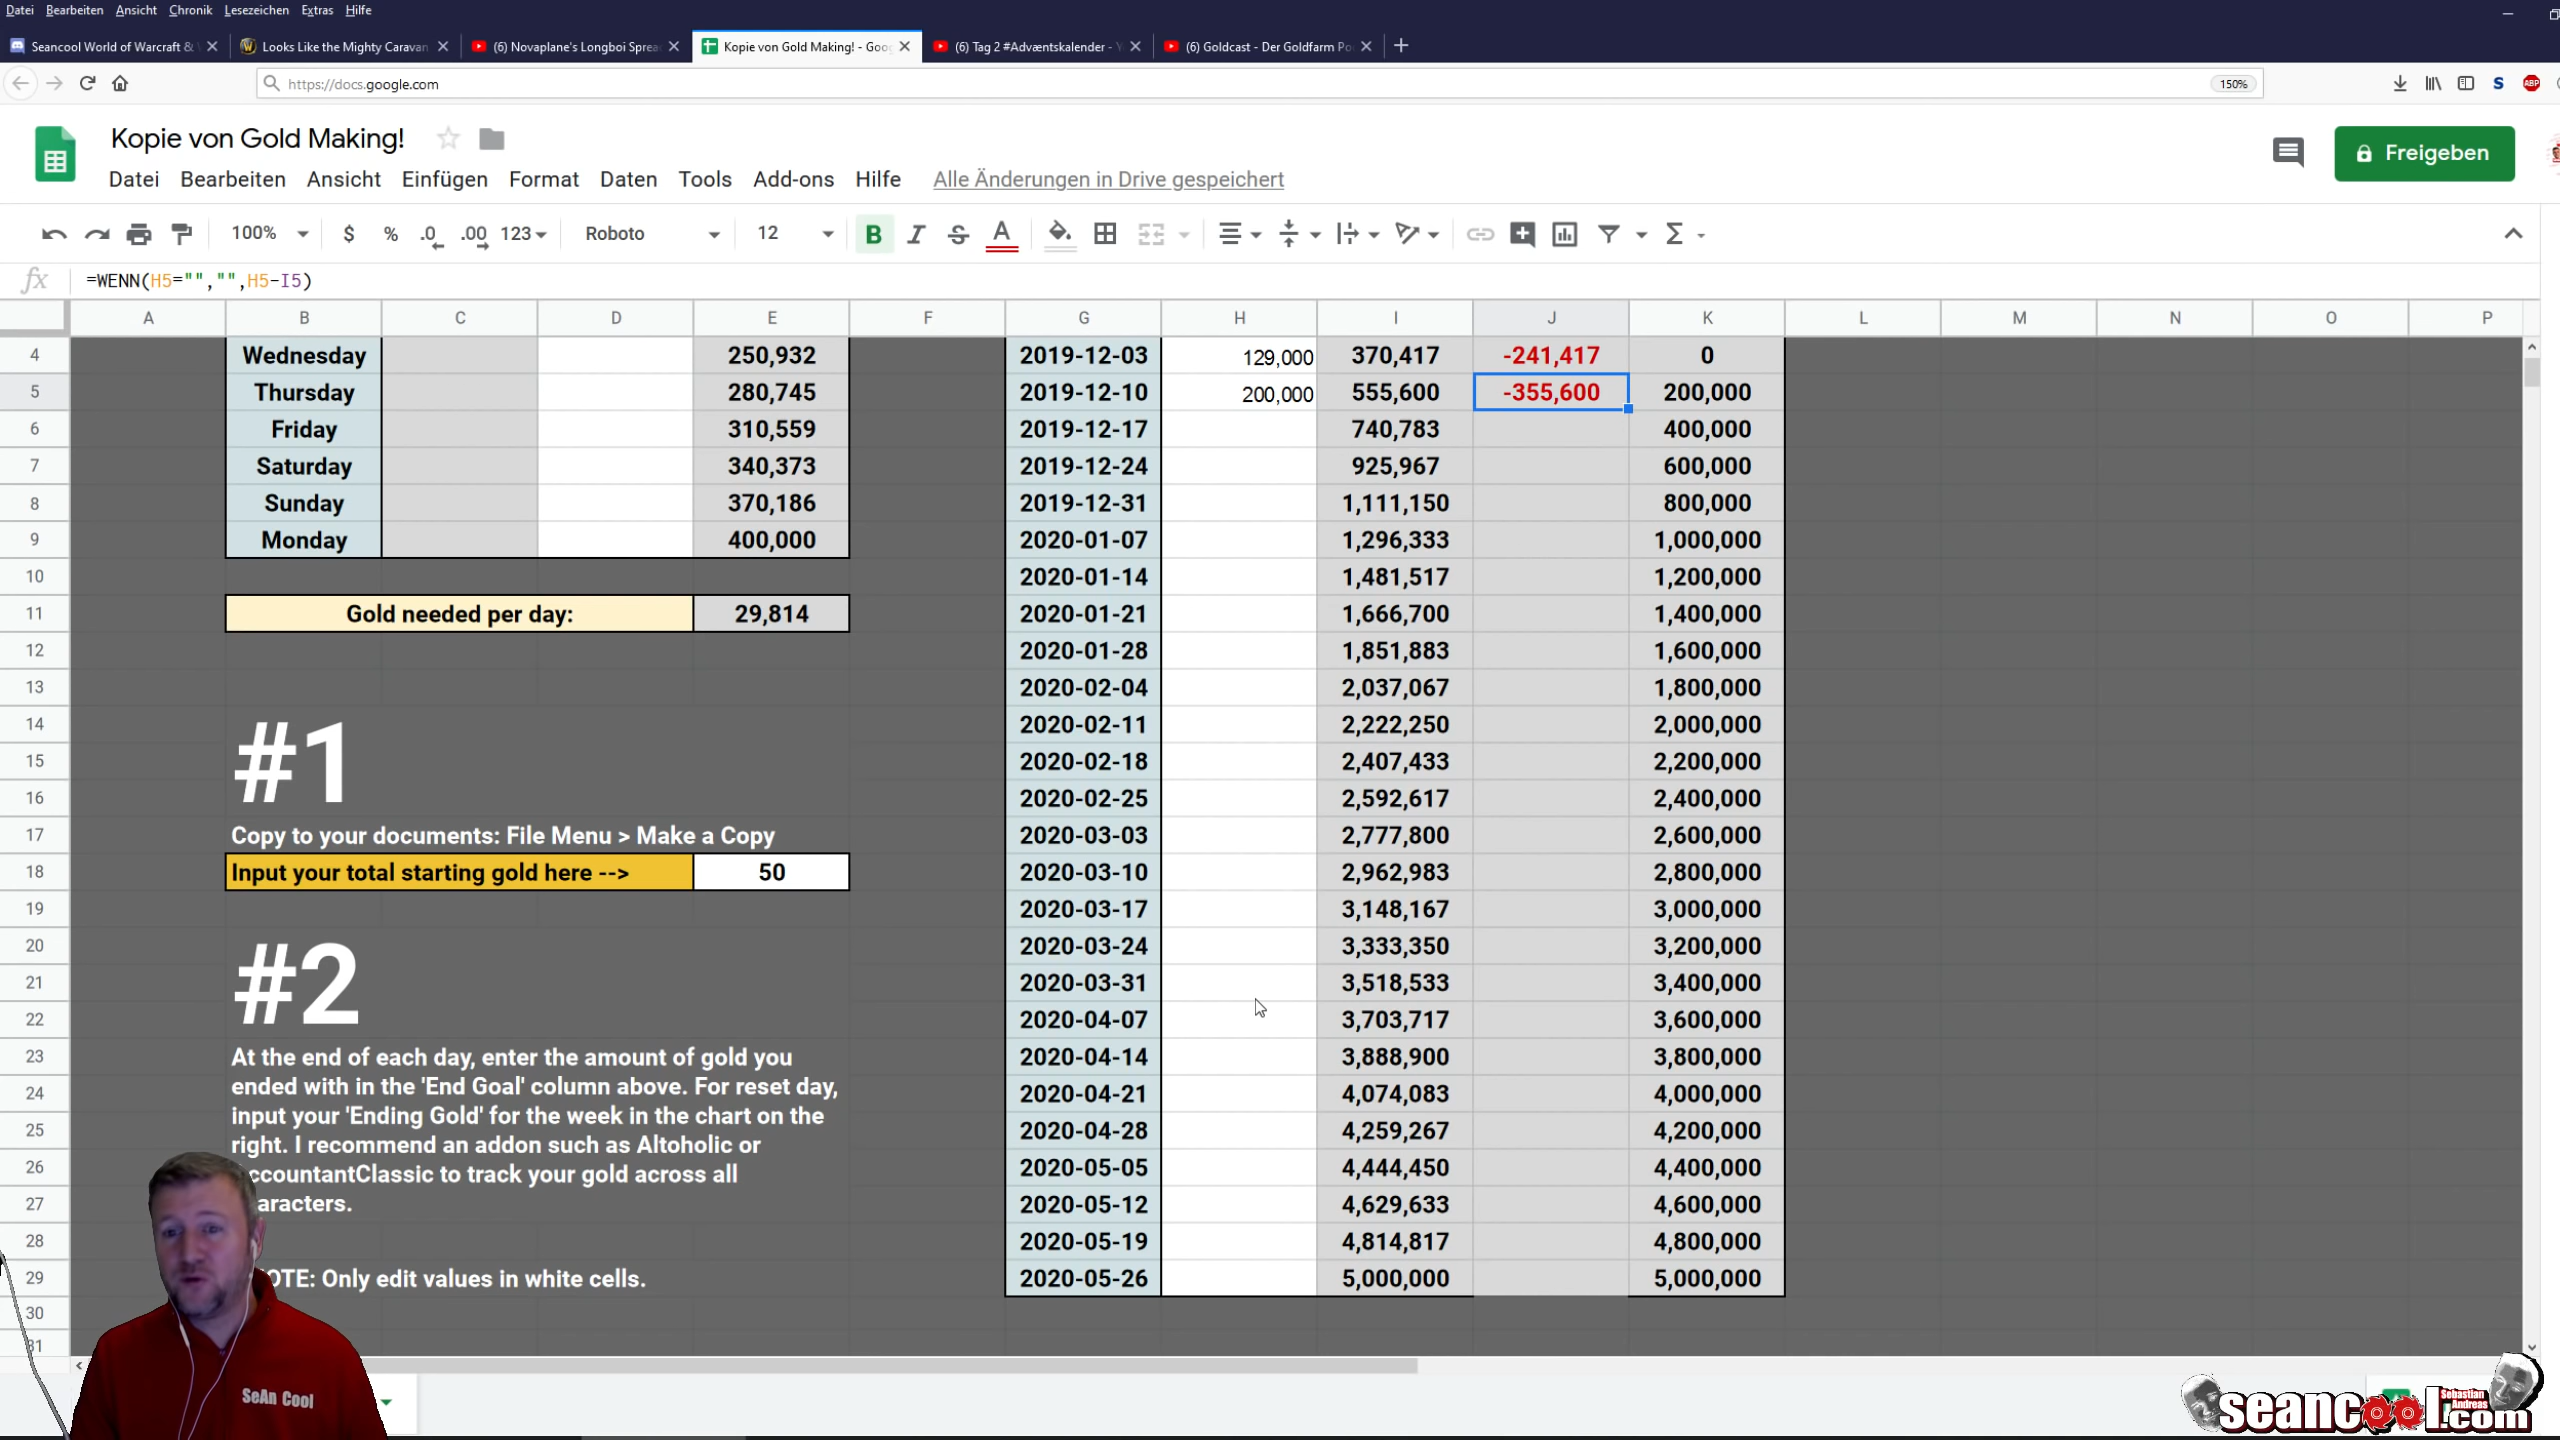 Datei Bearbeiten Ansicht Chronik Lesezeichen Extras Hilfe
Seancool World of Warcraft & Looks Like the Mighty Caravan (6) Novaplane's Longboi Sprea Kopie von Gold Making! - Goog (6) Tag 2 #Advæntskalender - (6) Goldcast - Der Goldfarm Po
https://docs.google.com 150% S ABP
Kopie von Gold Making!
Freigeben
Datei Bearbeiten Ansicht Einfügen Format Daten Tools Add-ons Hilfe Alle Änderungen in Drive gespeichert
100% $ % .0 .00 123 Roboto 12 B I S A Σ
fx =WENN(H5="","",H5-I5)
A B C D E F G H I J K L M N O P
4 Wednesday 250,932 2019-12-03 129,000 370,417 -241,417 0
5 Thursday 280,745 2019-12-10 200,000 555,600 -355,600 200,000
6 Friday 310,559 2019-12-17 740,783 400,000
7 Saturday 340,373 2019-12-24 925,967 600,000
8 Sunday 370,186 2019-12-31 1,111,150 800,000
9 Monday 400,000 2020-01-07 1,296,333 1,000,000
10 2020-01-14 1,481,517 1,200,000
11 Gold needed per day: 29,814 2020-01-21 1,666,700 1,400,000
12 2020-01-28 1,851,883 1,600,000
13 2020-02-04 2,037,067 1,800,000
14 2020-02-11 2,222,250 2,000,000
#1
15 2020-02-18 2,407,433 2,200,000
16 2020-02-25 2,592,617 2,400,000
17 Copy to your documents: File Menu > Make a Copy 2020-03-03 2,777,800 2,600,000
18 Input your total starting gold here --> 50 2020-03-10 2,962,983 2,800,000
19 2020-03-17 3,148,167 3,000,000
20 2020-03-24 3,333,350 3,200,000
#2
21 2020-03-31 3,518,533 3,400,000
22 2020-04-07 3,703,717 3,600,000
23 At the end of each day, enter the amount of gold you 2020-04-14 3,888,900 3,800,000
24 ended with in the 'End Goal' column above. For reset day, 2020-04-21 4,074,083 4,000,000
25 input your 'Ending Gold' for the week in the chart on the 2020-04-28 4,259,267 4,200,000
right. I recommend an addon such as Altoholic or
26 ccountantClassic to track your gold across all 2020-05-05 4,444,450 4,400,000
27 aracters. 2020-05-12 4,629,633 4,600,000
28 2020-05-19 4,814,817 4,800,000
29 OTE: Only edit values in white cells. 2020-05-26 5,000,000 5,000,000
30
31
SeAn Cool
seancool.com
Sebastian
Andreas